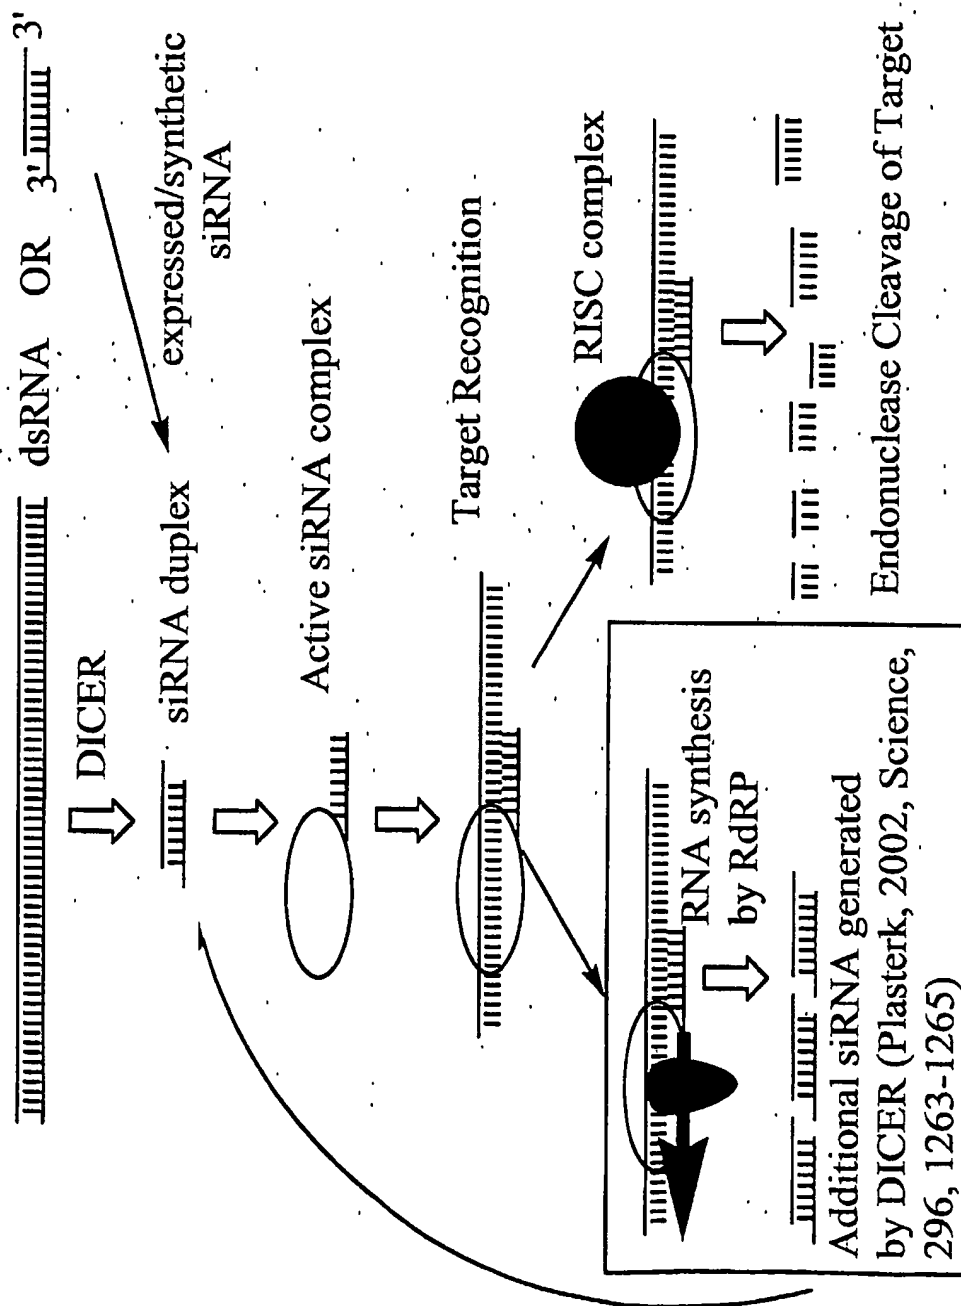 dsRNA OR 3' 3'
DICER
expressed/synthetic
siRNA
siRNA duplex
Active siRNA complex
Target Recognition
RISC complex
Endonuclease Cleavage of Target
RNA synthesis
by RdRP
Additional siRNA generated
by DICER (Plasterk, 2002, Science,
296, 1263-1265)